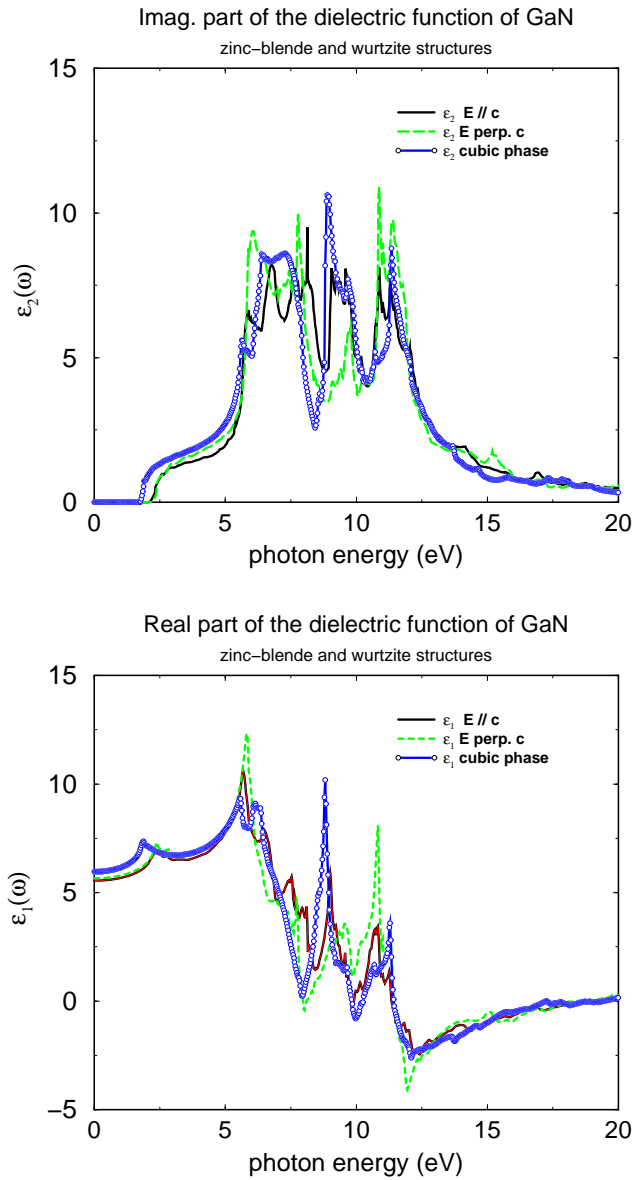 Imag. part of the dielectric function of GaN
zinc−blende and wurtzite structures
15
10
5
0
ε2(ω)
ε2 E // c
ε2 E perp. c
ε2 cubic phase
0 5 10 15 20
photon energy (eV)
Real part of the dielectric function of GaN
zinc−blende and wurtzite structures
15
10
5
0
−5
ε1(ω)
ε1 E // c
ε1 E perp. c
ε1 cubic phase
0 5 10 15 20
photon energy (eV)